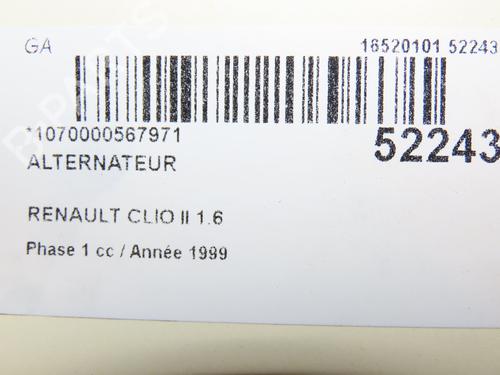 GA
16520101 52243
*1070000567971
52243
ALTERNATEUR
RENAULT CLIO II 1.6
Phase 1 cc / Année 1999